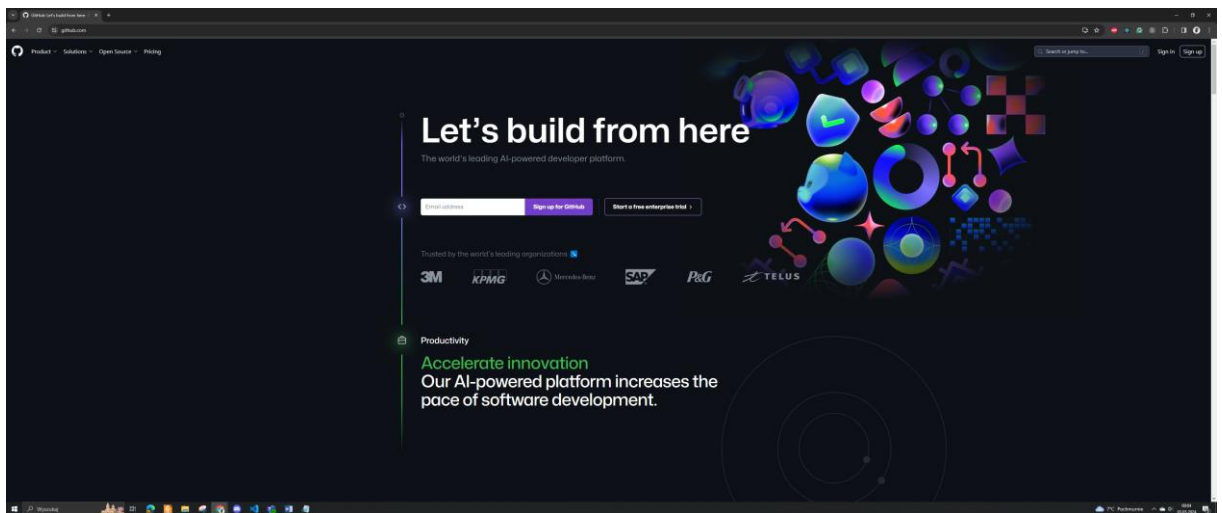 GitHub: Let's build from here
github.com
Product Solutions Open Source Pricing
Search or jump to...
/
Sign in
Sign up
Let's build from here
The world's leading AI-powered developer platform.
Email address
Sign up for GitHub
Start a free enterprise trial >
Trusted by the world's leading organizations
3M
KPMG
Mercedes-Benz
SAP
P&G
TELUS
Productivity
Accelerate innovation
Our AI-powered platform increases the
pace of software development.
Wyszukaj